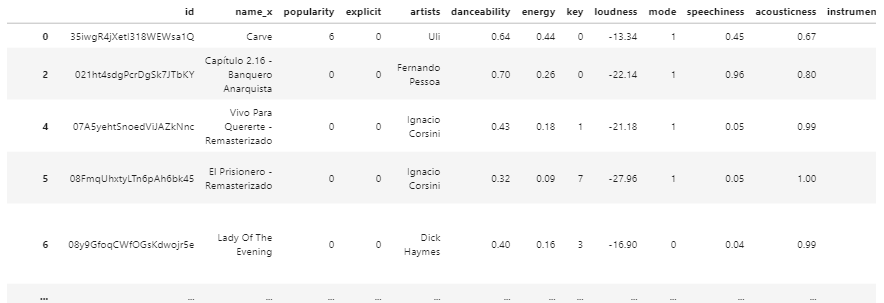 id name_x popularity explicit artists danceability energy key loudness mode speechiness acousticness instrumen
0 35iwgR4jXetI318WEWsa1Q Carve 6 0 Uli 0.64 0.44 0 -13.34 1 0.45 0.67
2 021ht4sdgPcrDgSk7JTbKY Capítulo 2.16 - Banquero Anarquista 0 0 Fernando Pessoa 0.70 0.26 0 -22.14 1 0.96 0.80
4 07A5yehtSnoedViJAZkNnc Vivo Para Quererte - Remasterizado 0 0 Ignacio Corsini 0.43 0.18 1 -21.18 1 0.05 0.99
5 08FmqUhxtyLTn6pAh6bk45 El Prisionero - Remasterizado 0 0 Ignacio Corsini 0.32 0.09 7 -27.96 1 0.05 1.00
6 08y9GfoqCWfOGsKdwojr5e Lady Of The Evening 0 0 Dick Haymes 0.40 0.16 3 -16.90 0 0.04 0.99
... ... ... ... ... ... ... ... ... ... ... ... ...